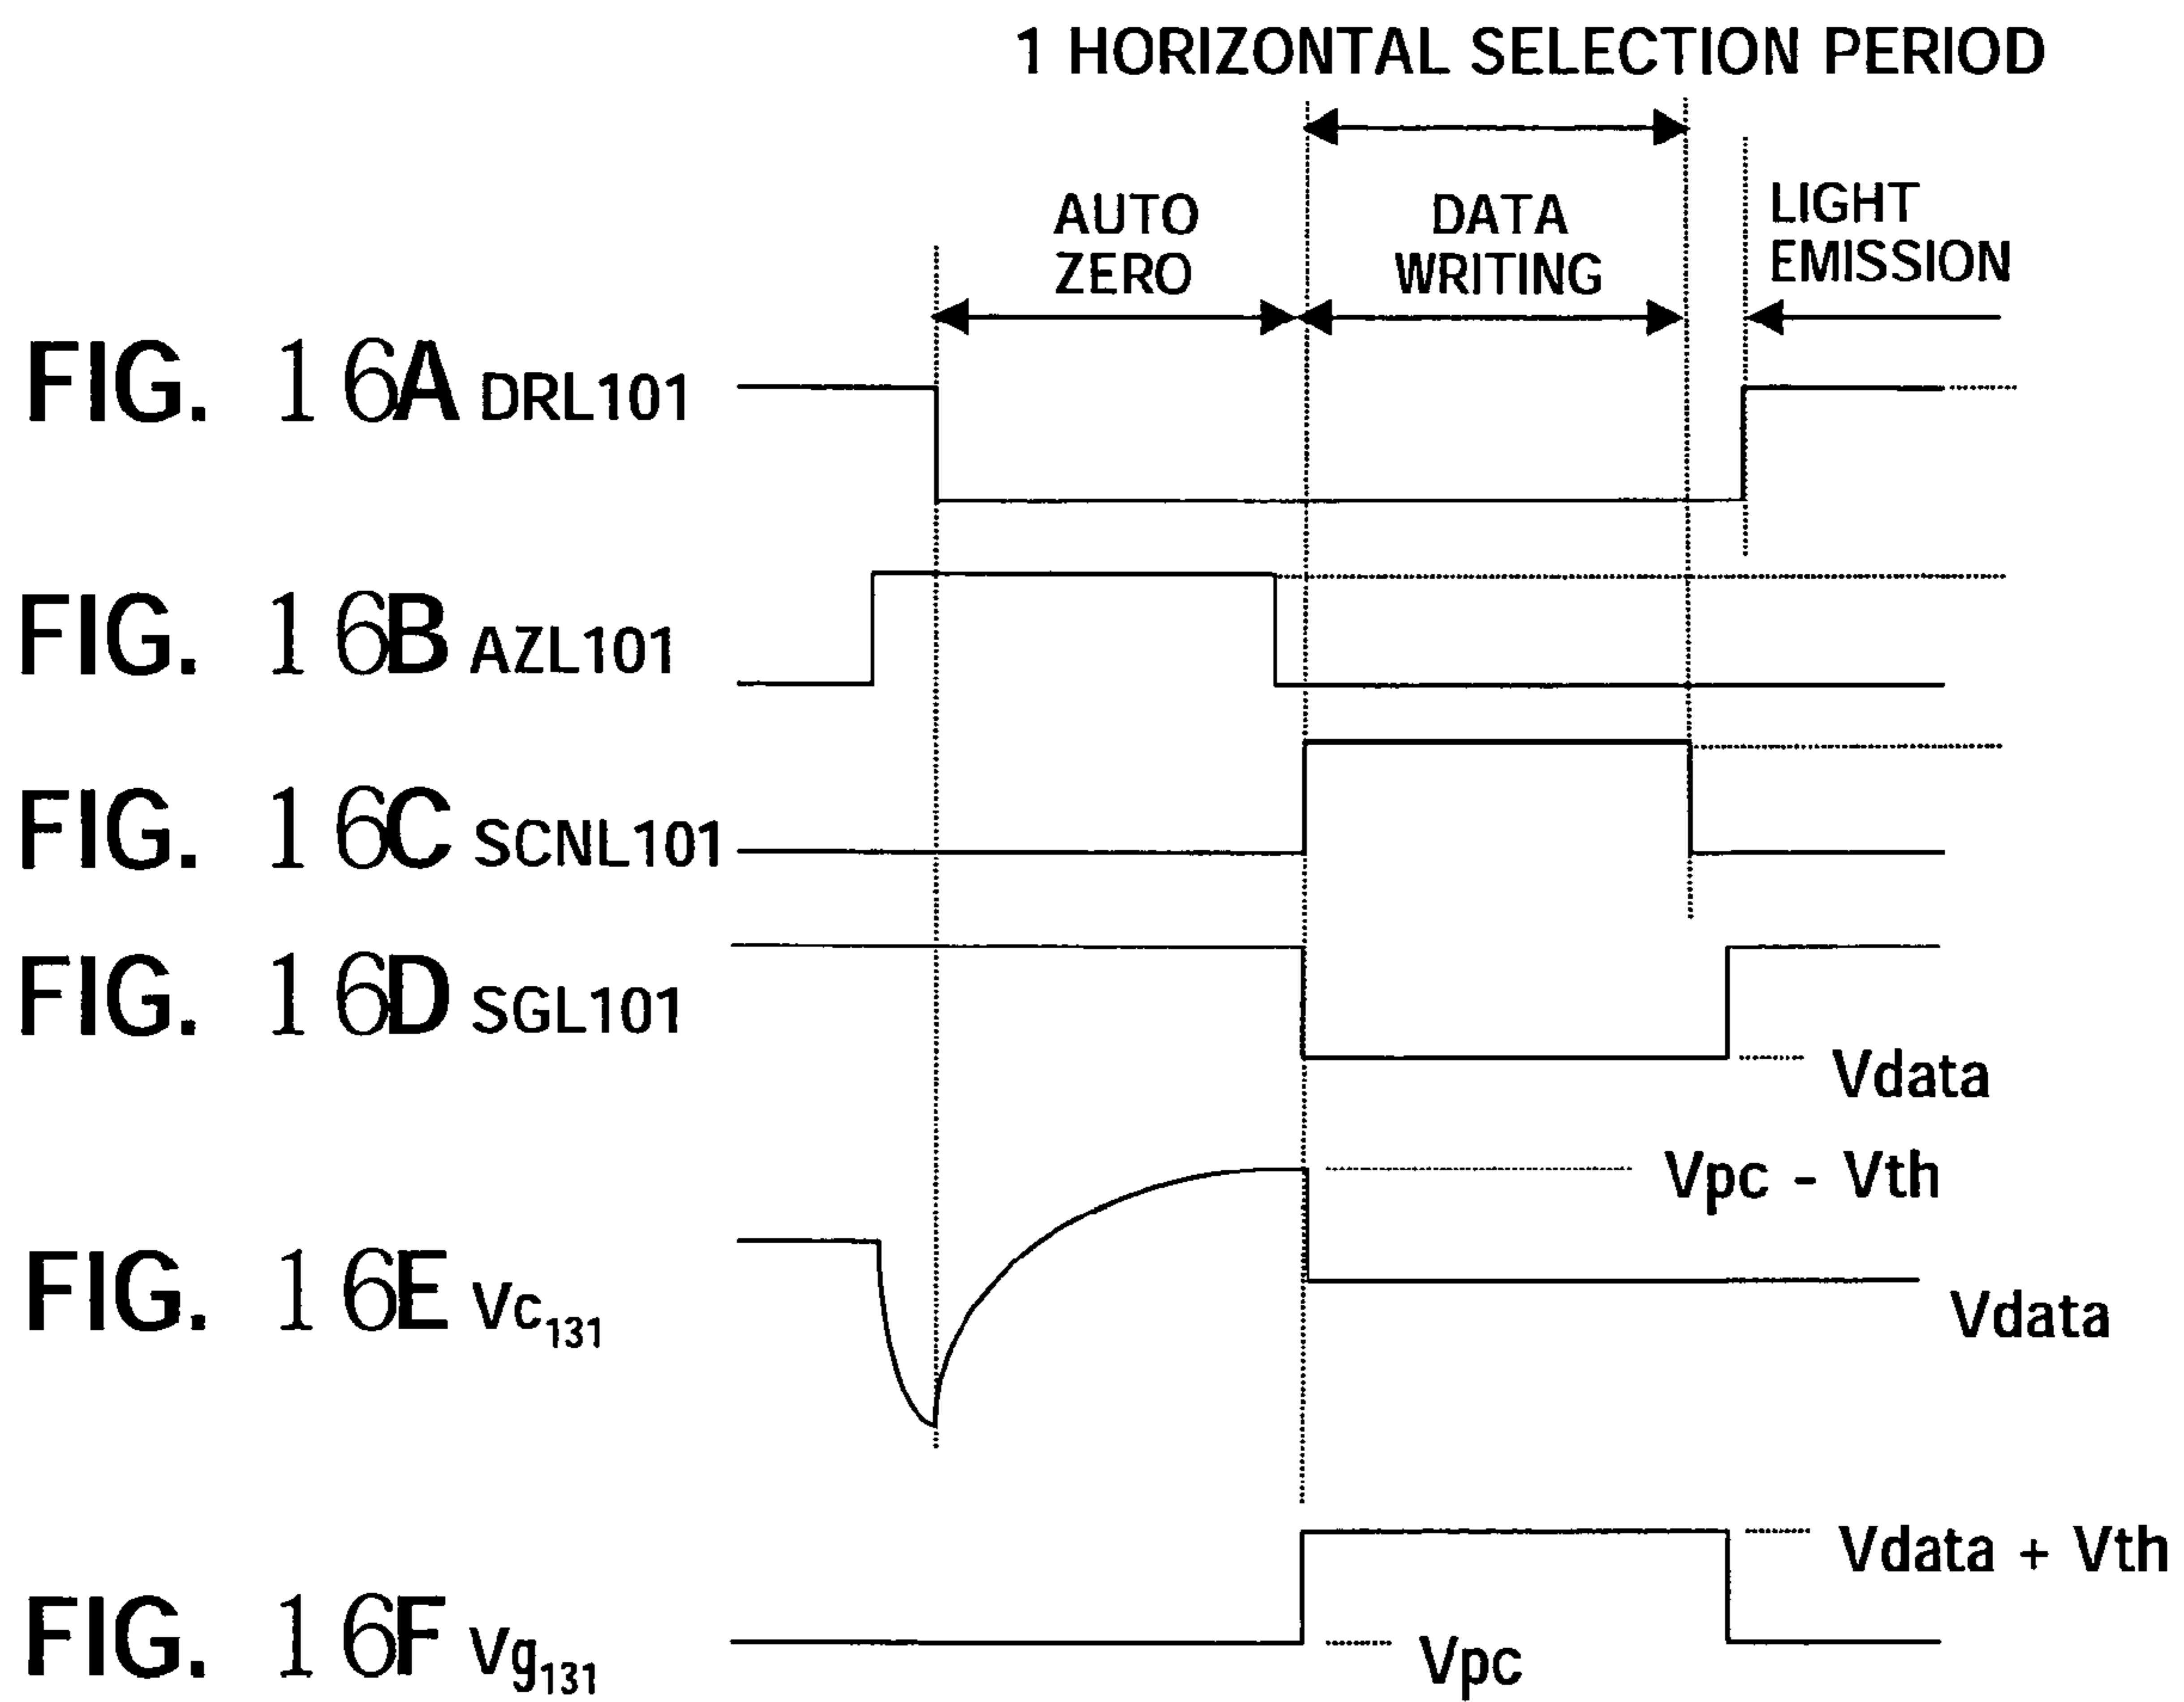 1 HORIZONTAL SELECTION PERIOD
AUTO
ZERO
DATA
WRITING
LIGHT
EMISSION
FIG. 16A DRL101
FIG. 16B AZL101
FIG. 16C SCNL101
FIG. 16D SGL101
Vdata
Vpc - Vth
FIG. 16E Vc131
Vdata
Vdata + Vth
FIG. 16F Vg131
Vpc